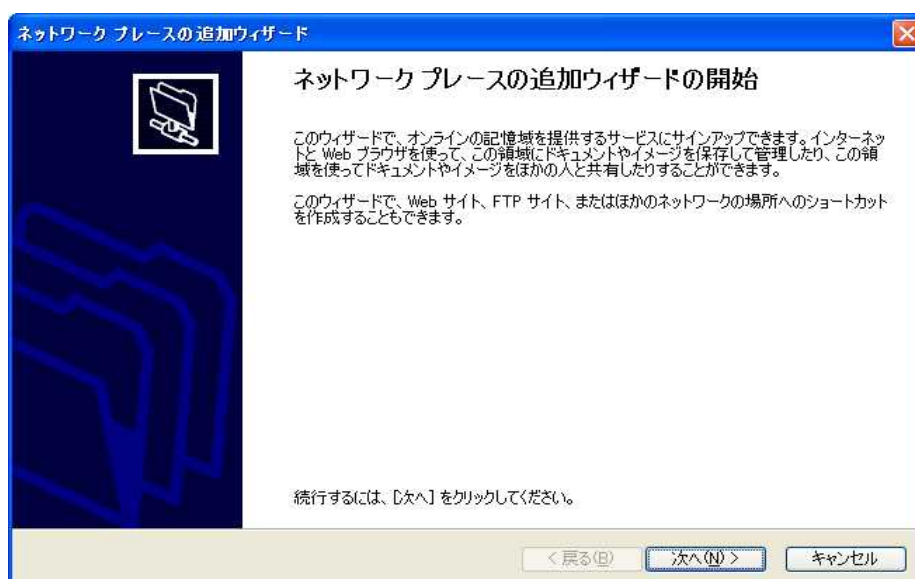 ネットワーク プレースの追加ウィザード
ネットワーク プレースの追加ウィザードの開始
このウィザードで、オンラインの記憶域を提供するサービスにサインアップできます。インターネッ
トと Web ブラウザを使って、この領域にドキュメントやイメージを保存して管理したり、この領
域を使ってドキュメントやイメージをほかの人と共有したりすることができます。
このウィザードで、Web サイト、FTP サイト、またはほかのネットワークの場所へのショートカット
を作成することもできます。
続行するには、[次へ] をクリックしてください。
< 戻る(B)
次へ(N) >
キャンセル